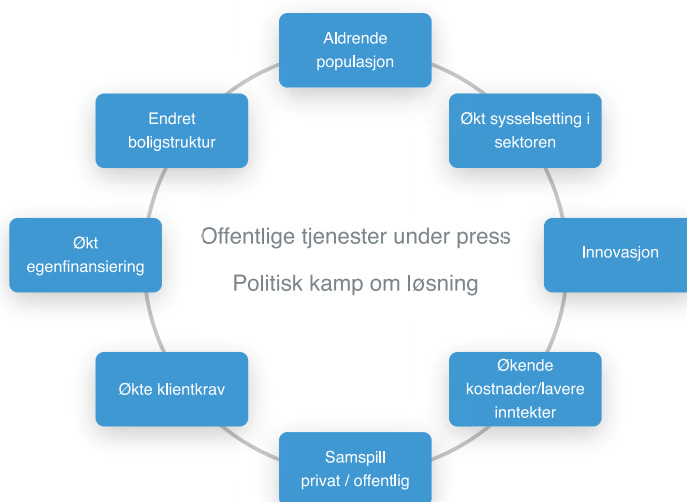 Aldrende
populasjon
Endret
boligstruktur
Økt sysselsetting i
sektoren
Offentlige tjenester under press
Politisk kamp om løsning
Økt
egenfinansiering
Innovasjon
Økte klientkrav
Økende
kostnader/lavere
inntekter
Samspill
privat / offentlig